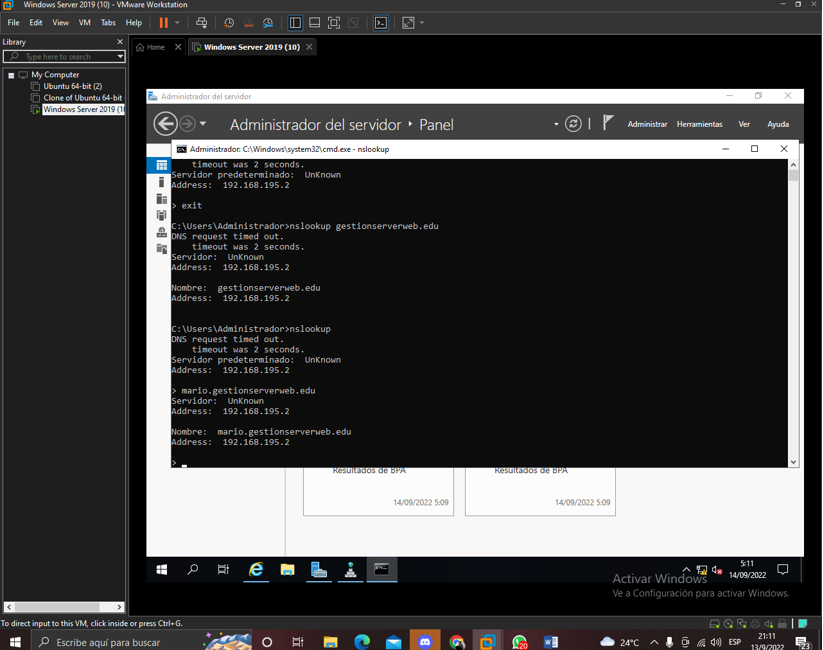 Windows Server 2019 (10) - VMware Workstation
File Edit View VM Tabs Help
Library
Type here to search
Home
Windows Server 2019 (10)
My Computer
Ubuntu 64-bit (2)
Clone of Ubuntu 64-bit
Windows Server 2019 (10
Administrador del servidor
Administrador del servidor ‣ Panel
Administrar Herramientas Ver Ayuda
Administrador: C:\Windows\system32\cmd.exe - nslookup
timeout was 2 seconds.
Servidor predeterminado: UnKnown
Address: 192.168.195.2
> exit
C:\Users\Administrador>nslookup gestionserverweb.edu
DNS request timed out.
timeout was 2 seconds.
Servidor: UnKnown
Address: 192.168.195.2
Nombre: gestionserverweb.edu
Address: 192.168.195.2
C:\Users\Administrador>nslookup
DNS request timed out.
timeout was 2 seconds.
Servidor predeterminado: UnKnown
Address: 192.168.195.2
> mario.gestionserverweb.edu
Servidor: UnKnown
Address: 192.168.195.2
Nombre: mario.gestionserverweb.edu
Address: 192.168.195.2
>
Resultados de BPA
Resultados de BPA
14/09/2022 5:09
14/09/2022 5:09
5:11
14/09/2022
Activar Windows
Ve a Configuración para activar Windows.
To direct input to this VM, click inside or press Ctrl+G.
Escribe aquí para buscar
20
24°C
ESP
21:11
13/9/2022
23